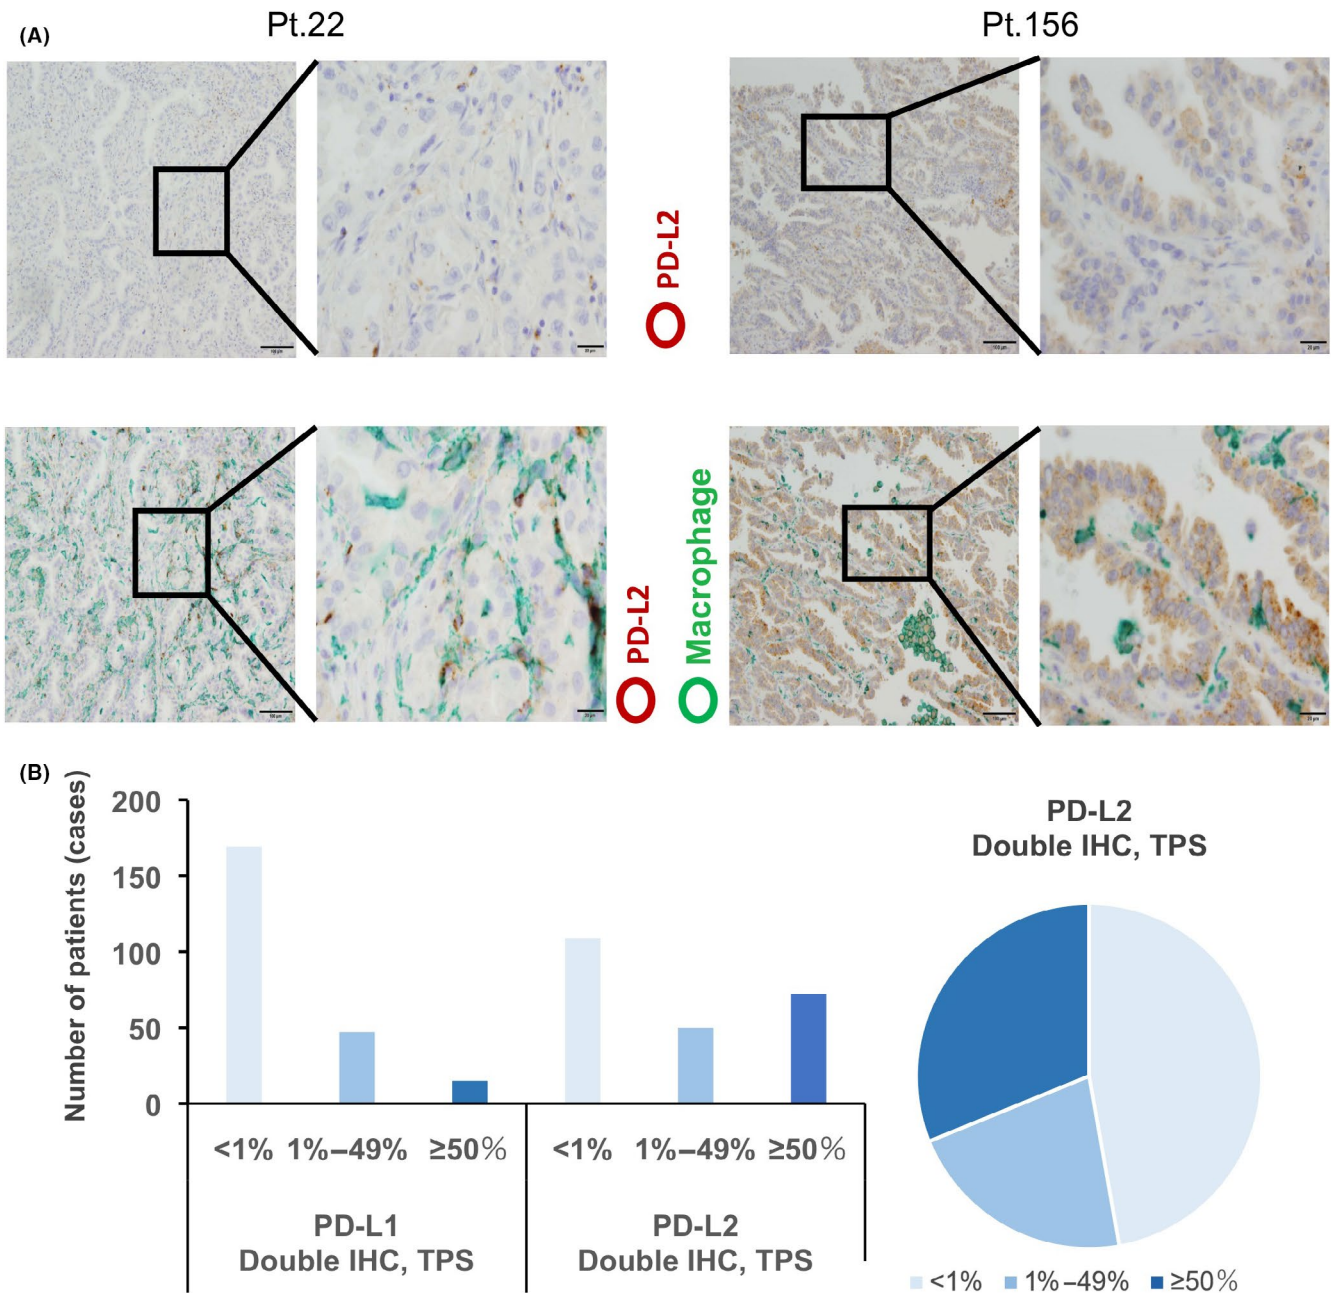 (A)
Pt.22
Pt.156
PD-L2
PD-L2
Macrophage
(B)
Number of patients (cases)
200
150
100
50
0
<1% 1%–49% ≥50% <1% 1%–49% ≥50%
PD-L1
Double IHC, TPS
PD-L2
Double IHC, TPS
PD-L2
Double IHC, TPS
<1% 1%–49% ≥50%